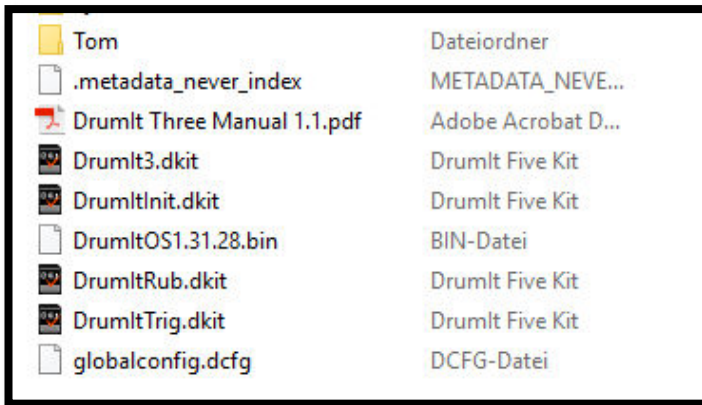 Tom Dateiordner
.metadata_never_index METADATA_NEVE...
DrumIt Three Manual 1.1.pdf Adobe Acrobat D...
DrumIt3.dkit DrumIt Five Kit
DrumItInit.dkit DrumIt Five Kit
DrumItOS1.31.28.bin BIN-Datei
DrumItRub.dkit DrumIt Five Kit
DrumItTrig.dkit DrumIt Five Kit
globalconfig.dcfg DCFG-Datei